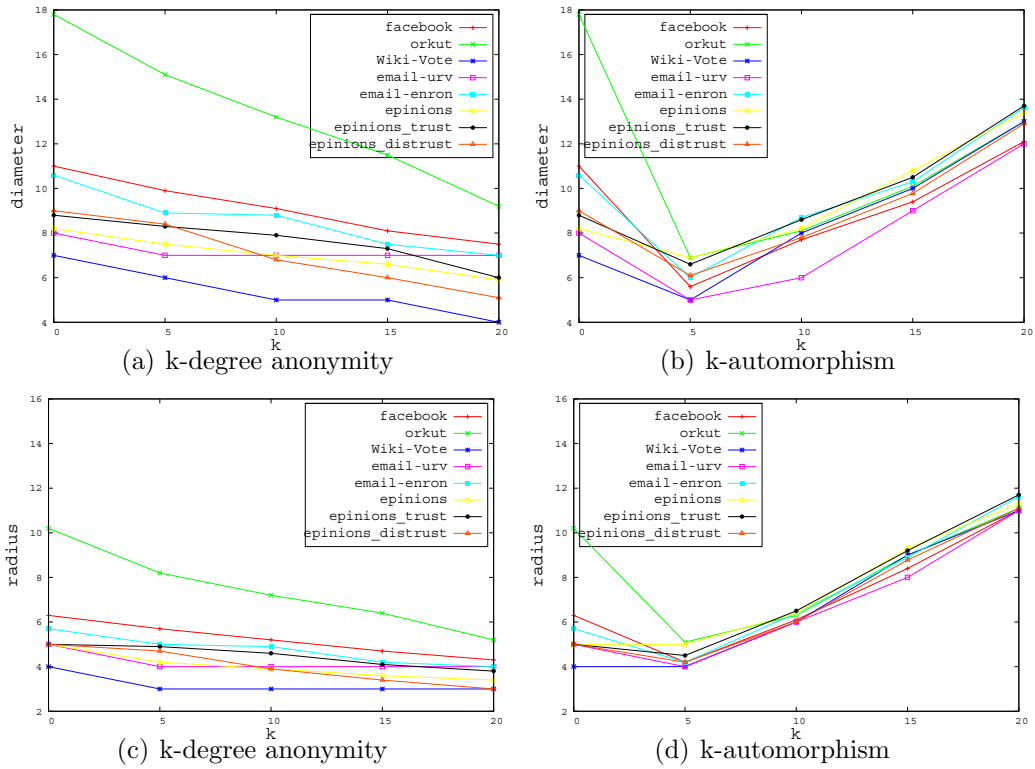 18
16
14
12
10
8
6
4
diameter
facebook
orkut
Wiki-Vote
email-urv
email-enron
epinions
epinions_trust
epinions_distrust
0 5 10 15 20
k
(a) k-degree anonymity
18
16
14
12
10
8
6
4
diameter
facebook
orkut
Wiki-Vote
email-urv
email-enron
epinions
epinions_trust
epinions_distrust
0 5 10 15 20
k
(b) k-automorphism
16
14
12
10
8
6
4
2
radius
facebook
orkut
Wiki-Vote
email-urv
email-enron
epinions
epinions_trust
epinions_distrust
0 5 10 15 20
k
(c) k-degree anonymity
16
14
12
10
8
6
4
2
radius
facebook
orkut
Wiki-Vote
email-urv
email-enron
epinions
epinions_trust
epinions_distrust
0 5 10 15 20
k
(d) k-automorphism